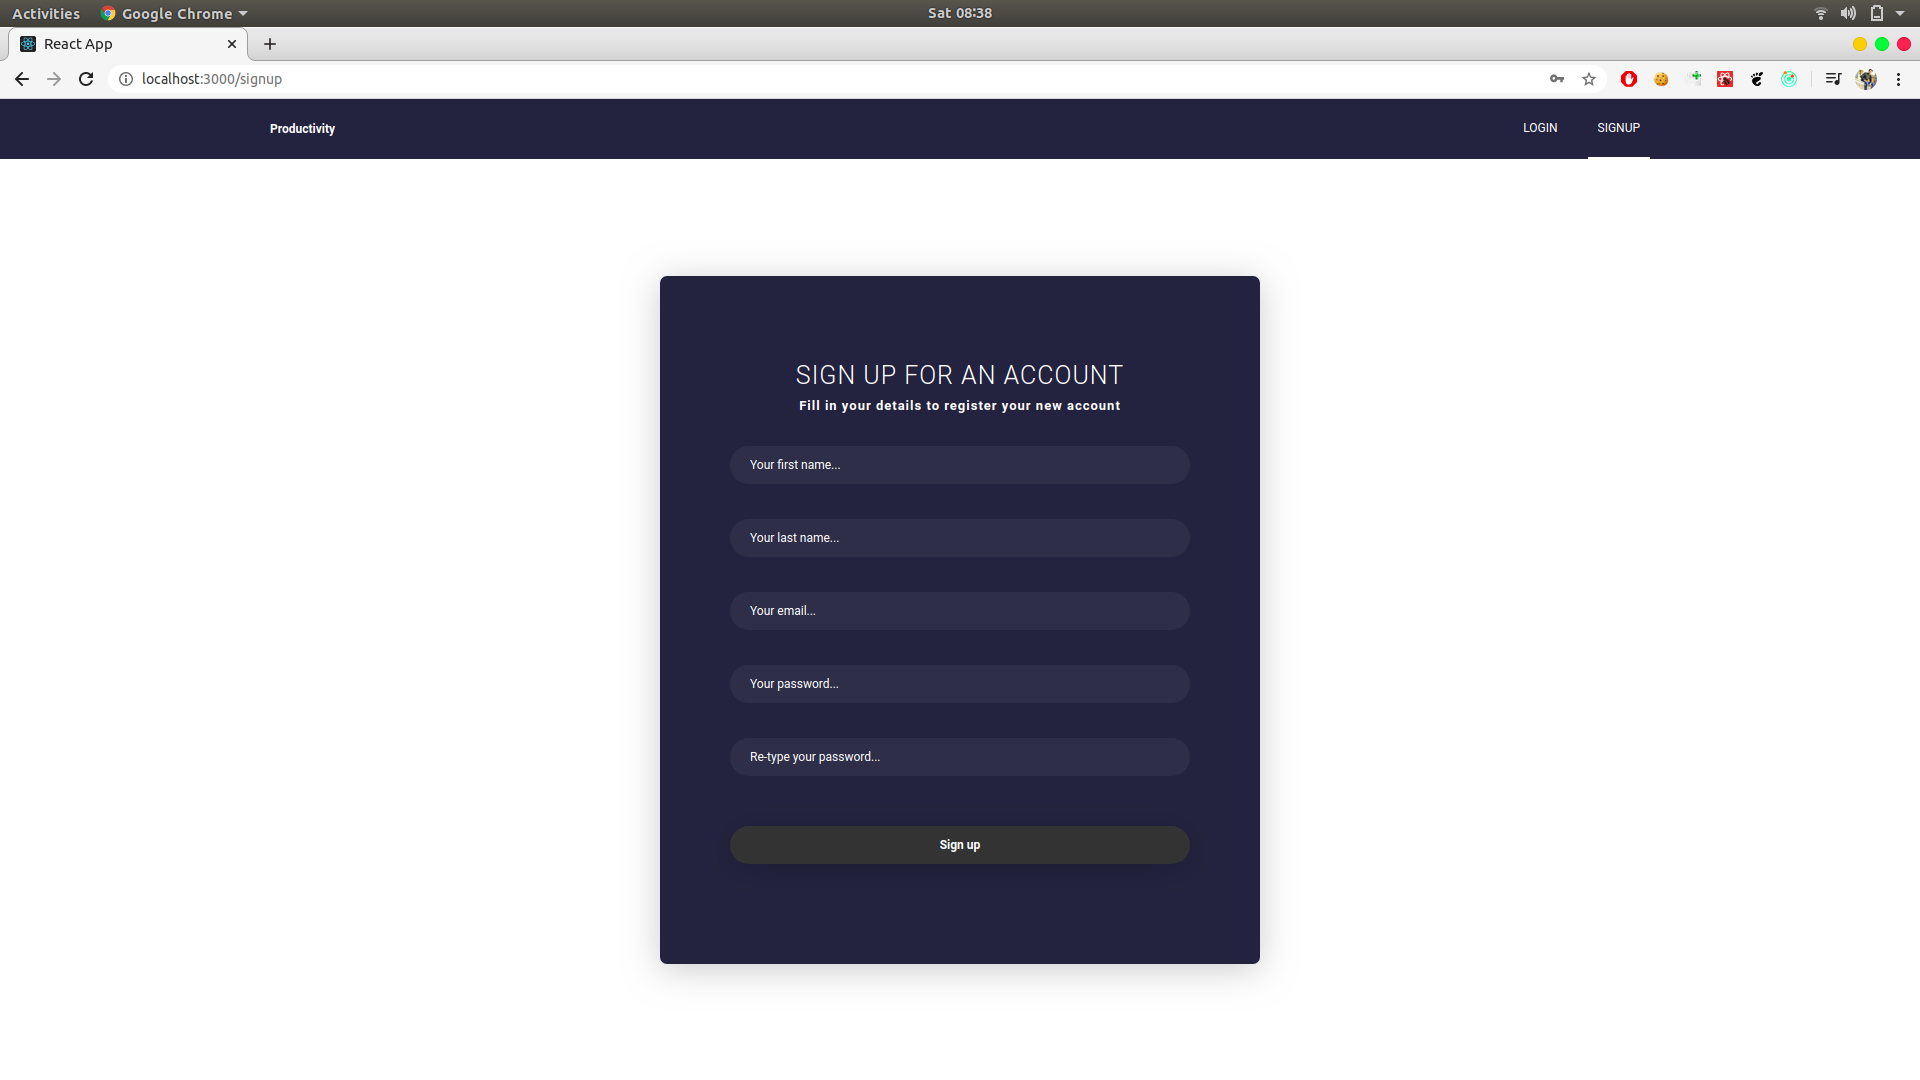 Activities Google Chrome Sat 08:38
React App
localhost:3000/signup
Productivity LOGIN SIGNUP
SIGN UP FOR AN ACCOUNT
Fill in your details to register your new account
Your first name...
Your last name...
Your email...
Your password...
Re-type your password...
Sign up